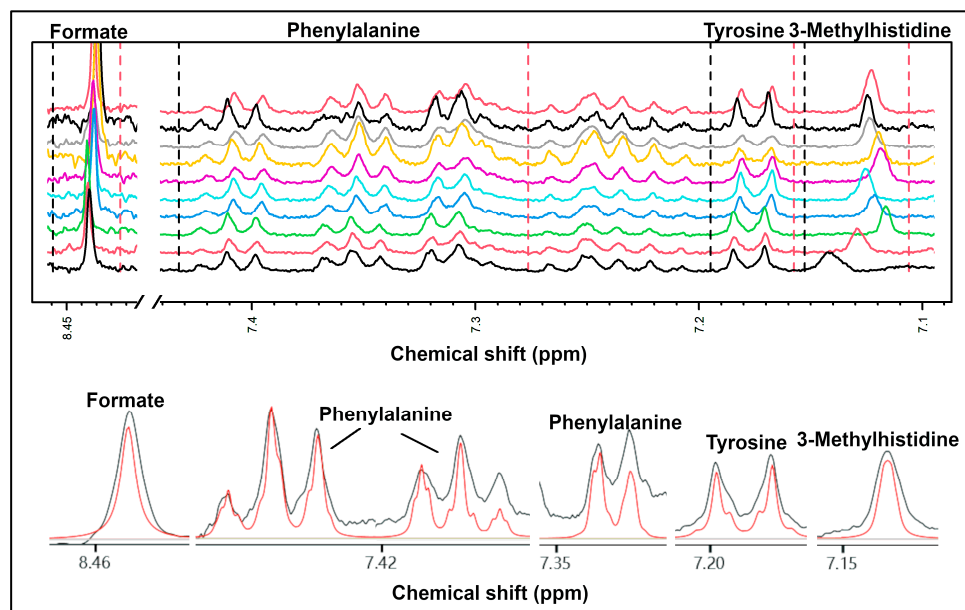 Formate Phenylalanine Tyrosine 3-Methylhistidine
8.45 7.4 7.3 7.2 7.1
Chemical shift (ppm)
Formate Phenylalanine Phenylalanine Tyrosine 3-Methylhistidine
8.46 7.42 7.35 7.20 7.15
Chemical shift (ppm)